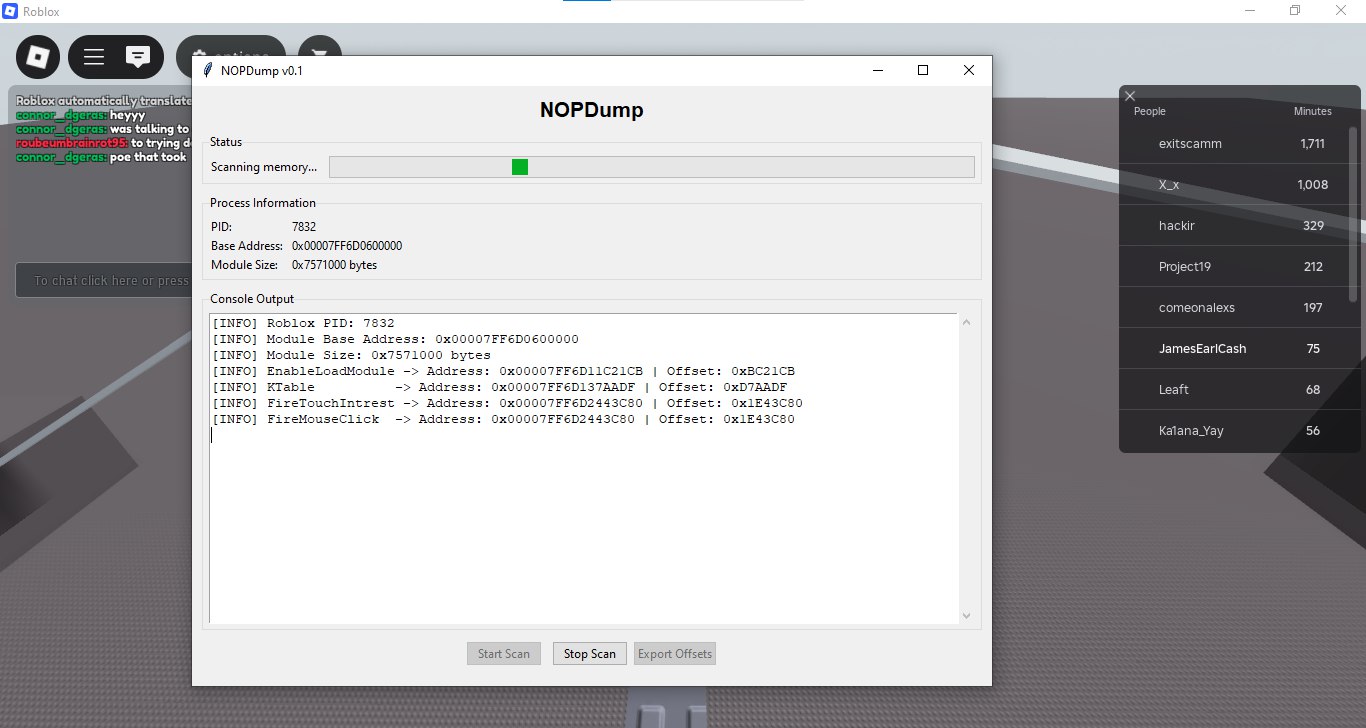 Roblox
options
NOPDump v0.1
Roblox automatically translate
connor__dgeras: heyyy
connor__dgeras: was talking to
roubeumbrainrot95: to trying de
connor__dgeras: poe that took
To chat click here or press
NOPDump
Status
Scanning memory...
Process Information
PID: 7832
Base Address: 0x00007FF6D0600000
Module Size: 0x7571000 bytes
Console Output
[INFO] Roblox PID: 7832
[INFO] Module Base Address: 0x00007FF6D0600000
[INFO] Module Size: 0x7571000 bytes
[INFO] EnableLoadModule -> Address: 0x00007FF6D11C21CB | Offset: 0xBC21CB
[INFO] KTable -> Address: 0x00007FF6D137AADF | Offset: 0xD7AADF
[INFO] FireTouchIntrest -> Address: 0x00007FF6D2443C80 | Offset: 0x1E43C80
[INFO] FireMouseClick -> Address: 0x00007FF6D2443C80 | Offset: 0x1E43C80
Start Scan
Stop Scan
Export Offsets
People Minutes
exitscamm 1,711
X_x 1,008
hackir 329
Project19 212
comeonalexs 197
JamesEarlCash 75
Leaft 68
Ka1ana_Yay 56